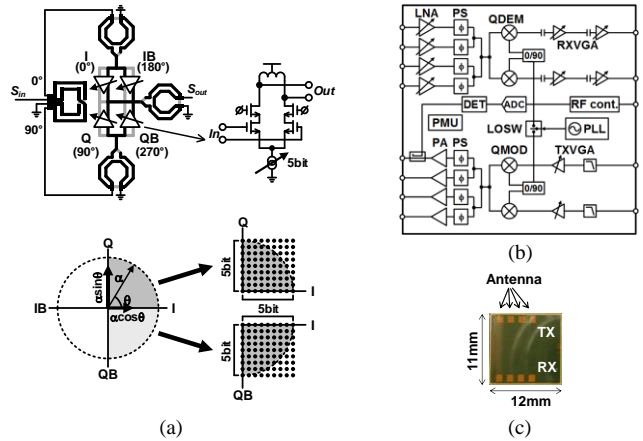 I
(0°)
IB
(180°)
0°
Sin
90°
Sout
Q
(90°)
QB
(270°)
In
Out
5bit
Q
IB
I
QB
αsinθ
α
θ
αcosθ
Q
5bit
I
5bit
5bit
I
QB
(a)
LNA
PS
QDEM
ϕ
ϕ
ϕ
ϕ
0/90
RXVGA
DET
ADC
RF cont.
PMU
LOSW
PLL
PA
PS
QMOD
TXVGA
ϕ
ϕ
ϕ
ϕ
0/90
(b)
Antenna
TX
RX
11mm
12mm
(c)